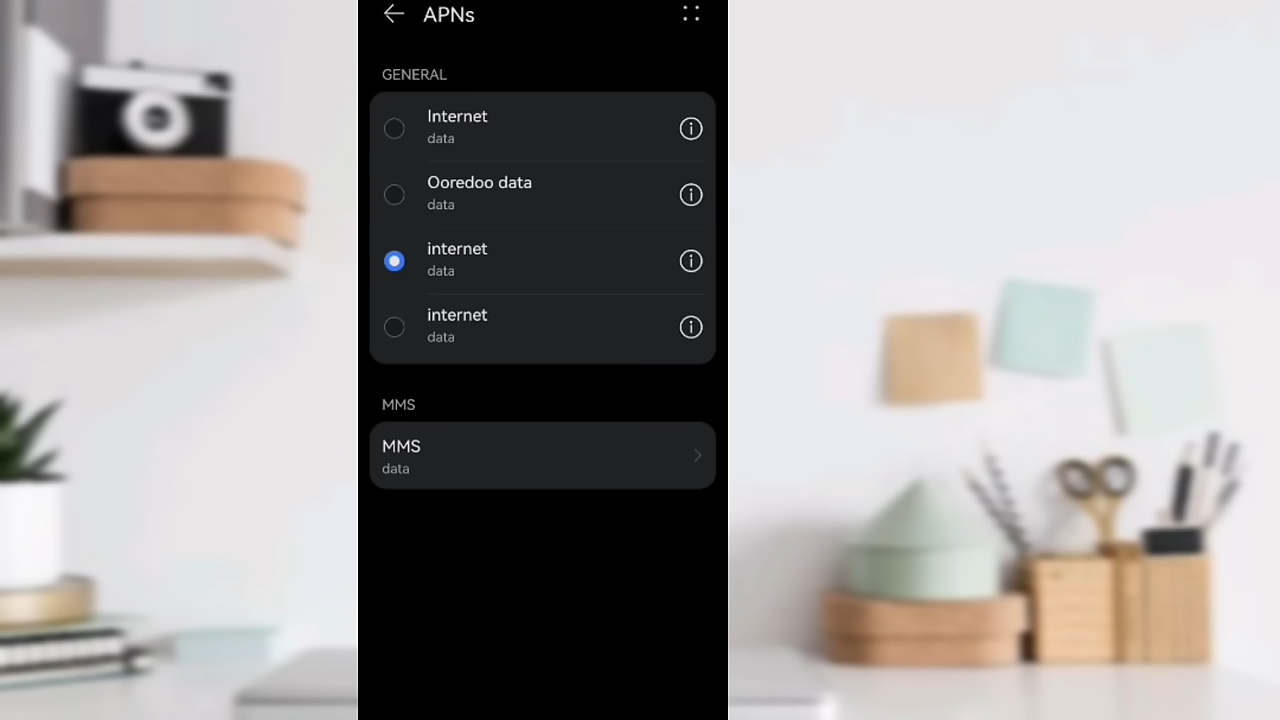 APNs
GENERAL
Internet
data
Ooredoo data
data
internet
data
internet
data
MMS
MMS
data